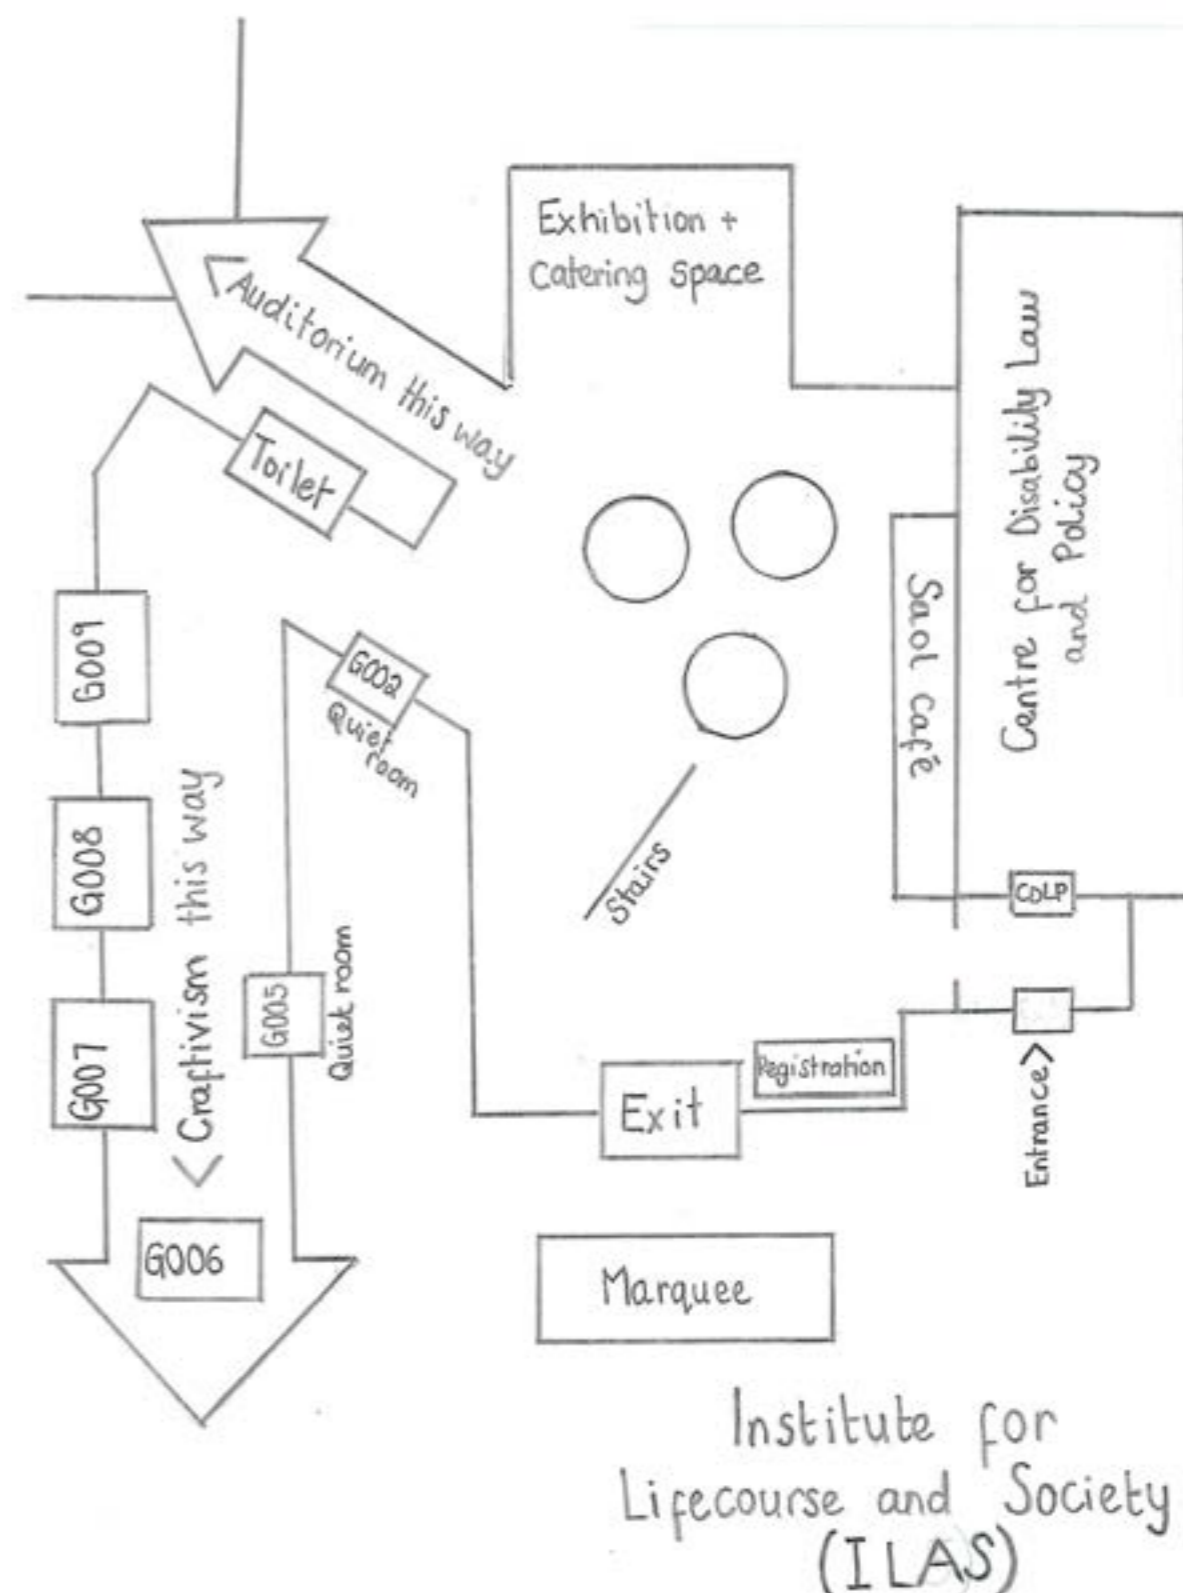 Exhibition +
Catering space
< Auditorium this way
Toilet
G009
G008
G007
G006
< Craftivism this way
G002
Quiet
room
G005
Quiet room
Stairs
Saol Café
Centre for Disability Law
and Policy
CDLP
Entrance >
Registration
Exit
Marquee
Institute for
Lifecourse and Society
(ILAS)